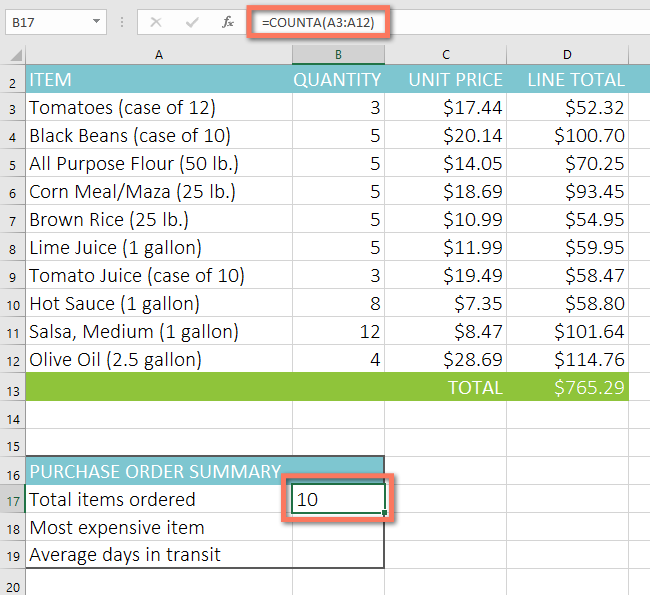 B17 fx =COUNTA(A3:A12)
A B C D
2 ITEM QUANTITY UNIT PRICE LINE TOTAL
3 Tomatoes (case of 12) 3 $17.44 $52.32
4 Black Beans (case of 10) 5 $20.14 $100.70
5 All Purpose Flour (50 lb.) 5 $14.05 $70.25
6 Corn Meal/Maza (25 lb.) 5 $18.69 $93.45
7 Brown Rice (25 lb.) 5 $10.99 $54.95
8 Lime Juice (1 gallon) 5 $11.99 $59.95
9 Tomato Juice (case of 10) 3 $19.49 $58.47
10 Hot Sauce (1 gallon) 8 $7.35 $58.80
11 Salsa, Medium (1 gallon) 12 $8.47 $101.64
12 Olive Oil (2.5 gallon) 4 $28.69 $114.76
13 TOTAL $765.29
14
15
16 PURCHASE ORDER SUMMARY
17 Total items ordered 10
18 Most expensive item
19 Average days in transit
20